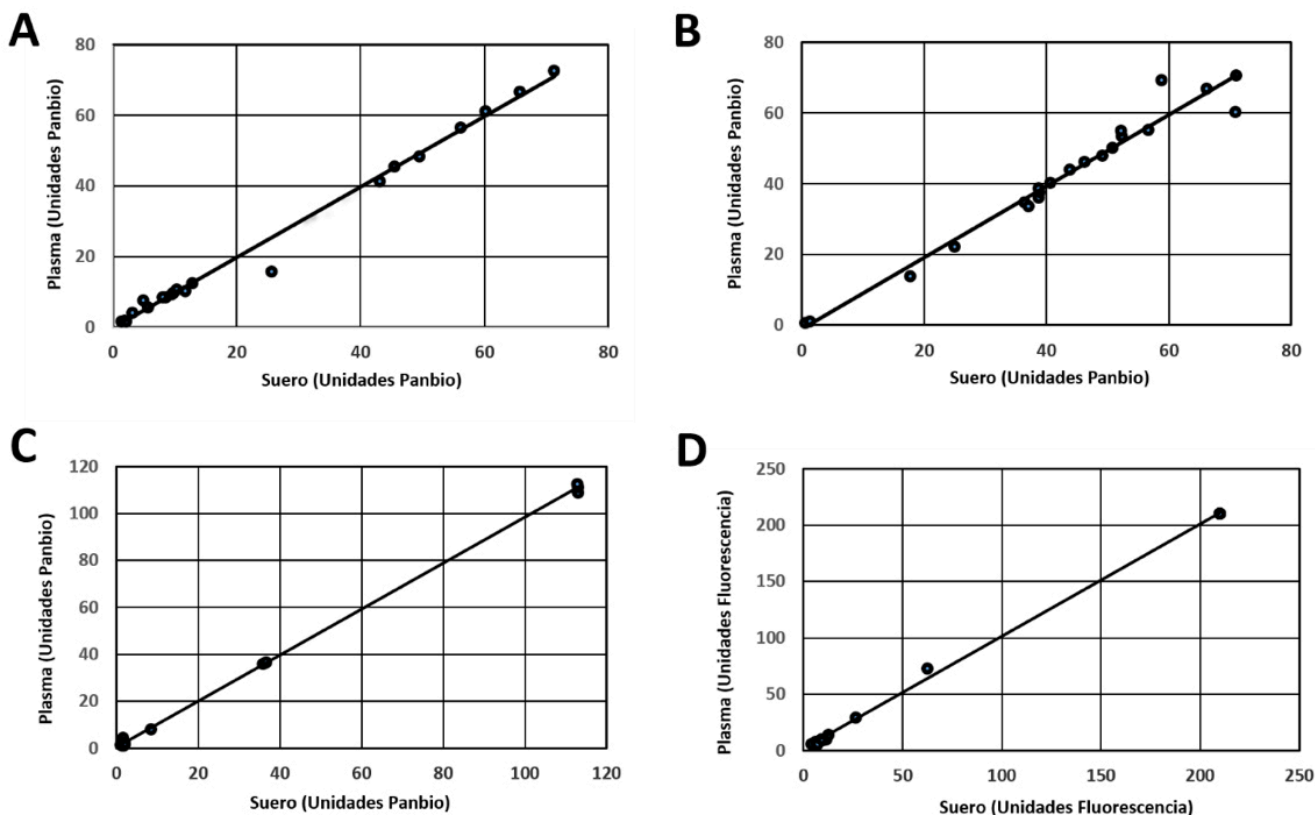 A
Plasma (Unidades Panbio)
80
60
40
20
0
0 20 40 60 80
Suero (Unidades Panbio)
B
Plasma (Unidades Panbio)
80
60
40
20
0
0 20 40 60 80
Suero (Unidades Panbio)
C
Plasma (Unidades Panbio)
120
100
80
60
40
20
0
0 20 40 60 80 100 120
Suero (Unidades Panbio)
D
Plasma (Unidades Fluorescencia)
250
200
150
100
50
0
0 50 100 150 200 250
Suero (Unidades Fluorescencia)